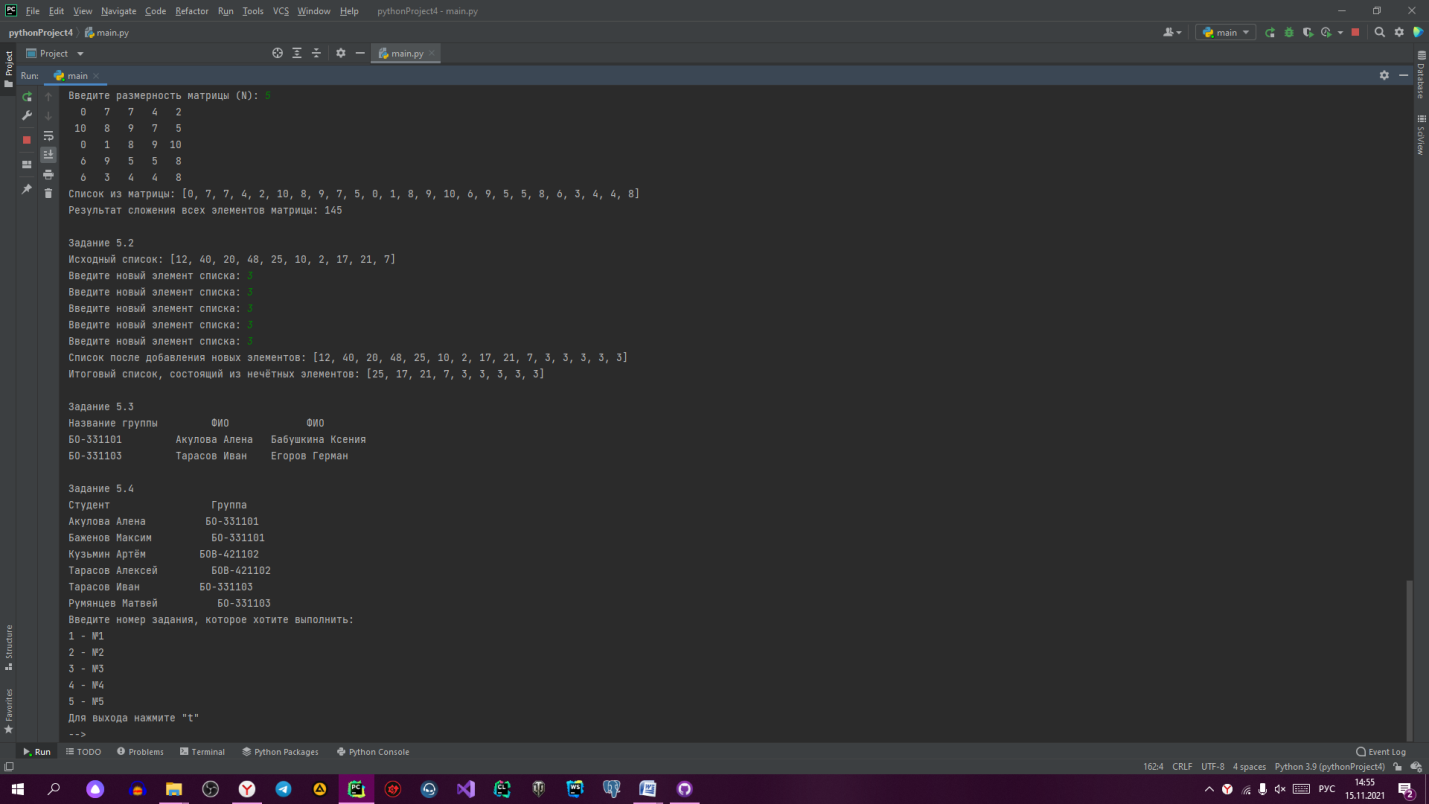 File Edit View Navigate Code Refactor Run Tools VCS Window Help pythonProject4 - main.py
pythonProject4 main.py main
Project main.py
Run: main
Введите размерность матрицы (N): 5
0 7 7 4 2
10 8 9 7 5
0 1 8 9 10
6 9 5 5 8
6 3 4 4 8
Список из матрицы: [0, 7, 7, 4, 2, 10, 8, 9, 7, 5, 0, 1, 8, 9, 10, 6, 9, 5, 5, 8, 6, 3, 4, 4, 8]
Результат сложения всех элементов матрицы: 145
Задание 5.2
Исходный список: [12, 40, 20, 48, 25, 10, 2, 17, 21, 7]
Введите новый элемент списка: 3
Введите новый элемент списка: 3
Введите новый элемент списка: 3
Введите новый элемент списка: 3
Введите новый элемент списка: 3
Список после добавления новых элементов: [12, 40, 20, 48, 25, 10, 2, 17, 21, 7, 3, 3, 3, 3, 3]
Итоговый список, состоящий из нечётных элементов: [25, 17, 21, 7, 3, 3, 3, 3, 3]
Задание 5.3
Название группы ФИО ФИО
БО-331101 Акулова Алена Бабушкина Ксения
БО-331103 Тарасов Иван Егоров Герман
Задание 5.4
Студент Группа
Акулова Алена БО-331101
Баженов Максим БО-331101
Кузьмин Артём БОВ-421102
Тарасов Алексей БОВ-421102
Тарасов Иван БО-331103
Румянцев Матвей БО-331103
Введите номер задания, которое хотите выполнить:
1 - №1
2 - №2
3 - №3
4 - №4
5 - №5
Для выхода нажмите "t"
-->
Project
Structure
Favorites
Database
SciView
Run TODO Problems Terminal Python Packages Python Console Event Log
162:4 CRLF UTF-8 4 spaces Python 3.9 (pythonProject4)
РУС 14:55
15.11.2021 2